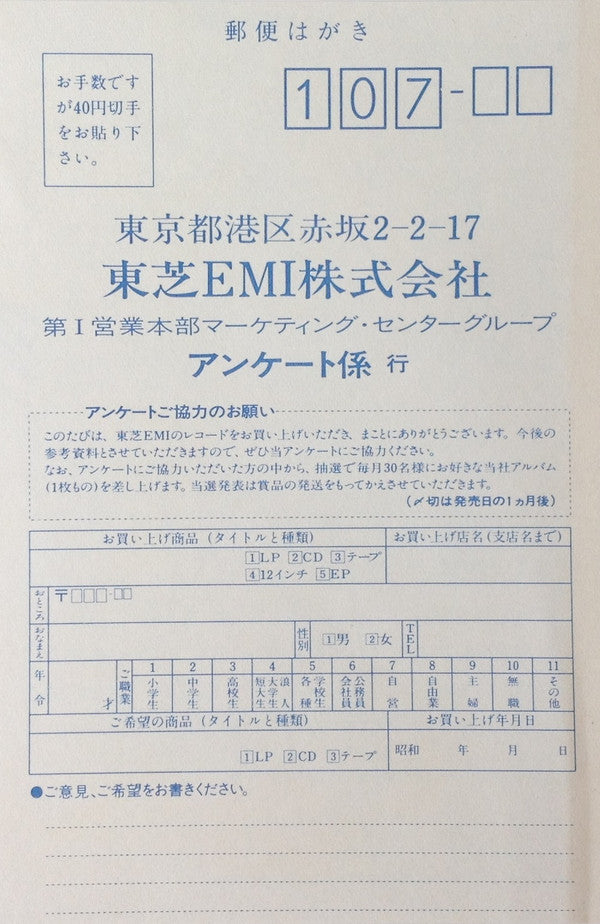 郵便はがき
お手数です
が40円切手
をお貼り下
さい。
107-
東京都港区赤坂2-2-17
東芝EMI株式会社
第Ⅰ営業本部マーケティング・センターグループ
アンケート係 行
アンケートご協力のお願い
このたびは、東芝EMIのレコードをお買い上げいただき、まことにありがとうございます。今後の
参考資料とさせていただきますので、ぜひ当アンケートにご協力ください。
なお、アンケートにご協力いただいた方の中から、抽選で毎月30名様にお好きな当社アルバム
(1枚もの)を差し上げます。当選発表は賞品の発送をもってかえさせていただきます。
(〆切は発売日の1ヵ月後)
お買い上げ商品 (タイトルと種類) お買い上げ店名(支店名まで)
1LP 2CD 3テープ
412インチ 5EP
おところ 〒
おなまえ 性別 1男 2女 TEL
年令 才 ご職業 1 小学生 2 中学生 3 高校生 4 短大生大学生浪人 5 各種学校生 6 会社員公務員 7 自営 8 自由業 9 主婦 10 無職 11 その他
ご希望の商品 (タイトルと種類) お買い上げ年月日
1LP 2CD 3テープ 昭和 年 月 日
●ご意見、ご希望をお書きください。